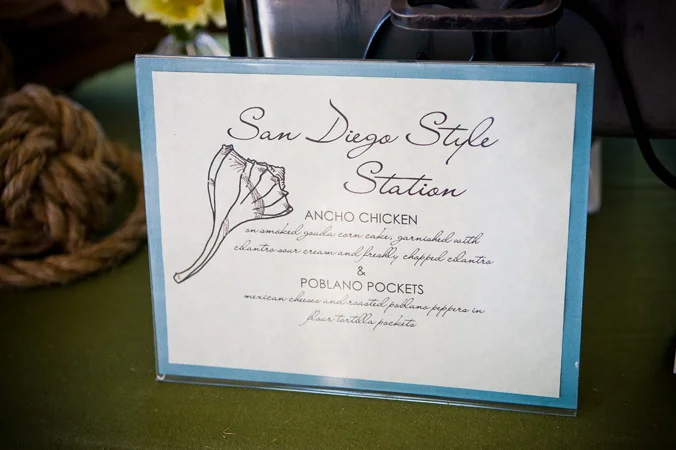 San Diego Style
Station
ANCHO CHICKEN
on smoked gouda corn cake, garnished with
cilantro sour cream and freshly chopped cilantro
&
POBLANO POCKETS
mexican cheeses and roasted poblano peppers in
flour tortilla pockets